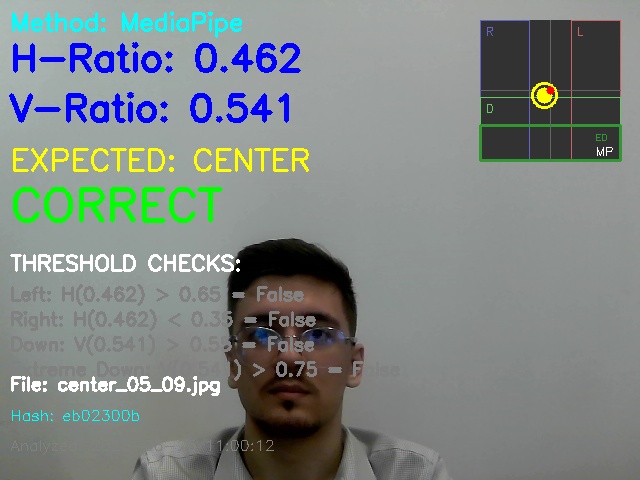 Method: MediaPipe
H-Ratio: 0.462
V-Ratio: 0.541
EXPECTED: CENTER
CORRECT
THRESHOLD CHECKS:
Left: H(0.462) > 0.65 = False
Right: H(0.462) < 0.35 = False
Down: V(0.541) > 0.55 = False
Extreme Down: ) > 0.75 = False
File: center_05_09.jpg
Hash: eb02300b
11:00:12
R
L
D
ED
MP